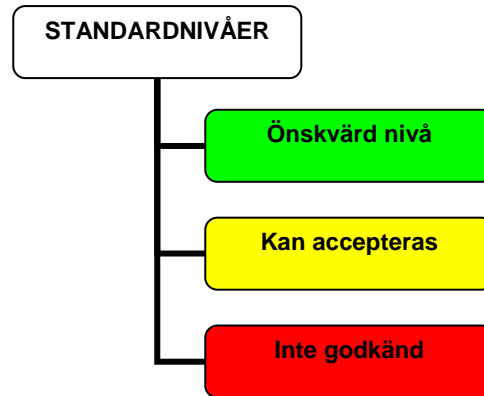 STANDARDNIVÅER
Önskvärd nivå
Kan accepteras
Inte godkänd